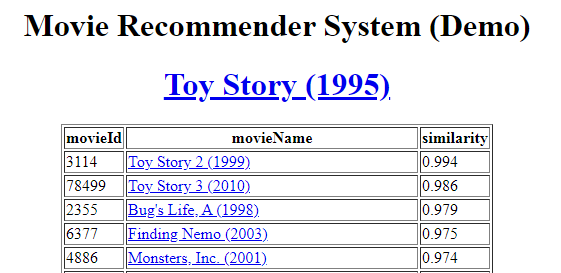 Movie Recommender System (Demo)
Toy Story (1995)
movieId movieName similarity
3114 Toy Story 2 (1999) 0.994
78499 Toy Story 3 (2010) 0.986
2355 Bug's Life, A (1998) 0.979
6377 Finding Nemo (2003) 0.975
4886 Monsters, Inc. (2001) 0.974